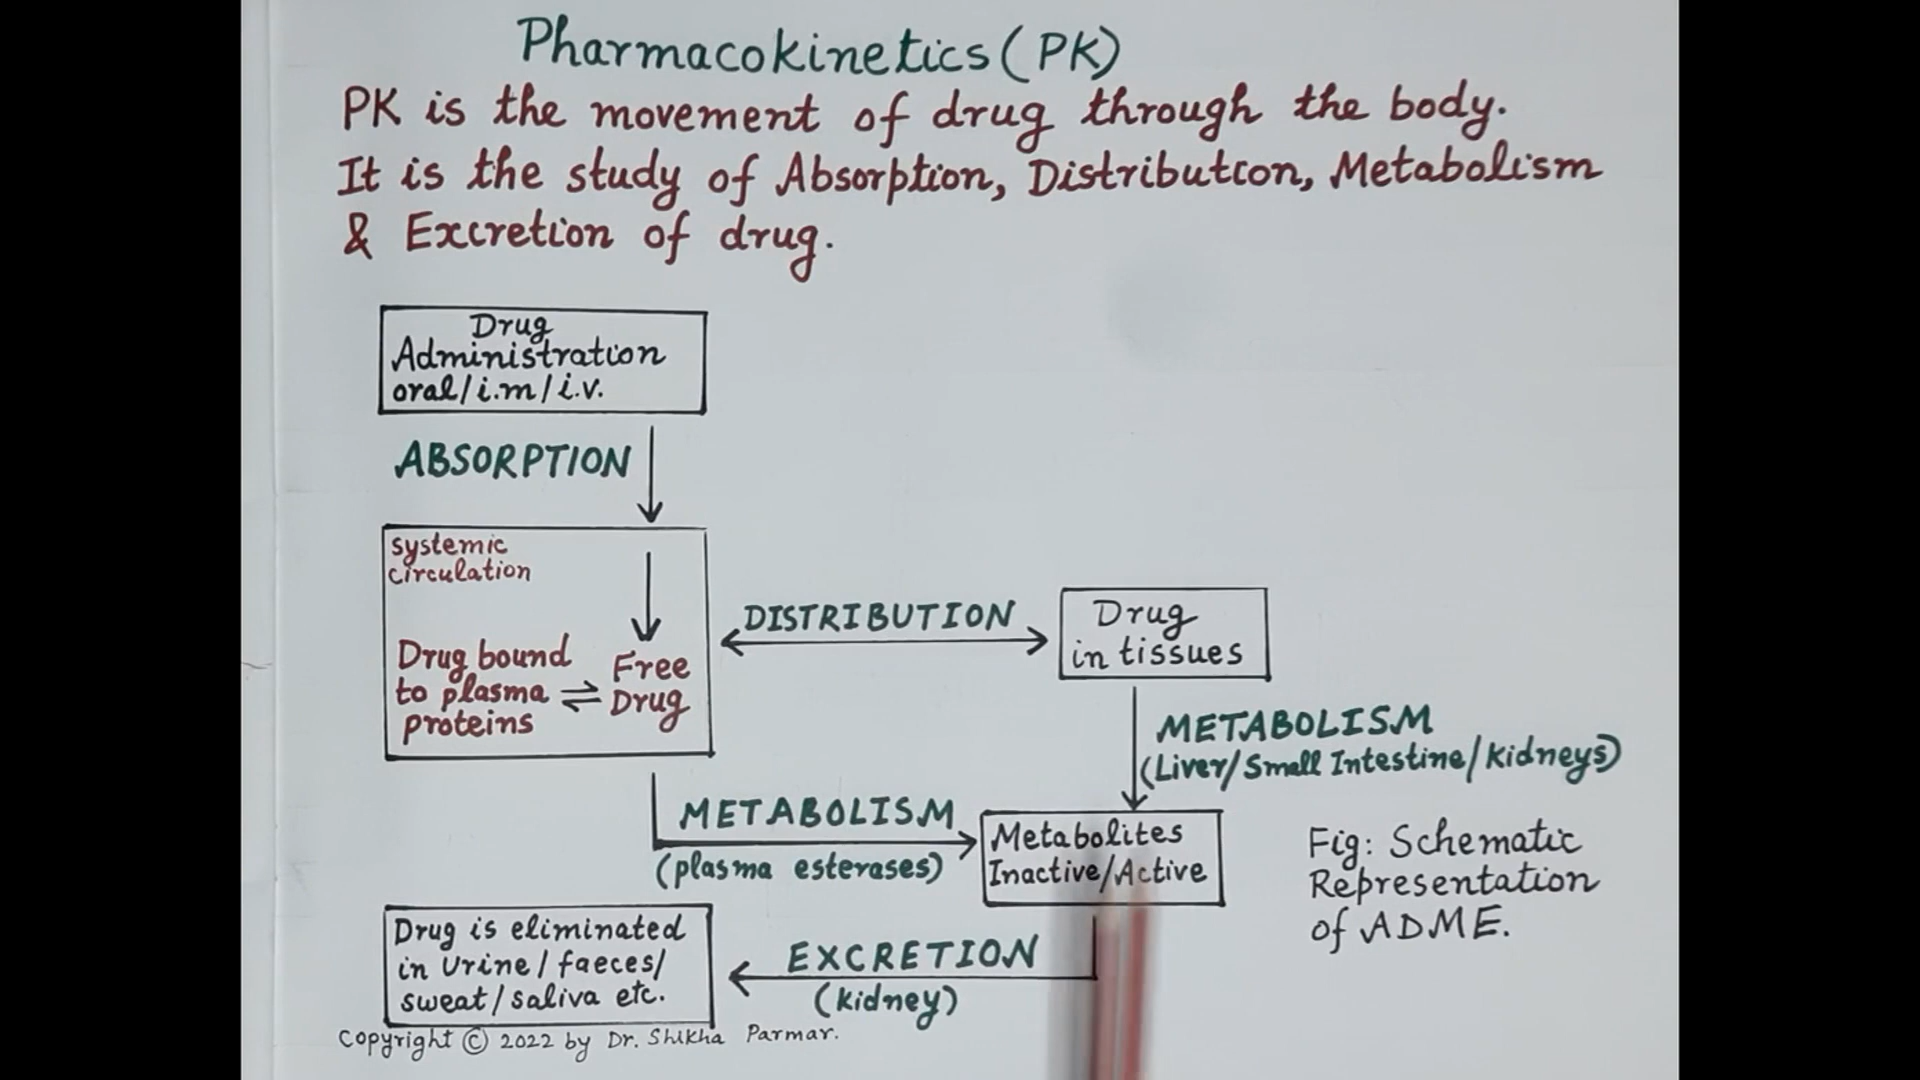 Pharmacokinetics (PK)
PK is the movement of drug through the body.
It is the study of Absorption, Distribution, Metabolism
& Excretion of drug.
Drug
Administration
oral/i.m/i.v.
ABSORPTION
systemic
circulation
Drug bound
to plasma
proteins
⇌
Free
Drug
DISTRIBUTION
Drug
in tissues
METABOLISM
(Liver/Small Intestine/Kidneys)
METABOLISM
(plasma esterases)
Metabolites
Inactive/Active
Fig: Schematic
Representation
of ADME.
EXCRETION
(kidney)
Drug is eliminated
in Urine/faeces/
sweat/saliva etc.
Copyright © 2022 by Dr. Shikha Parmar.